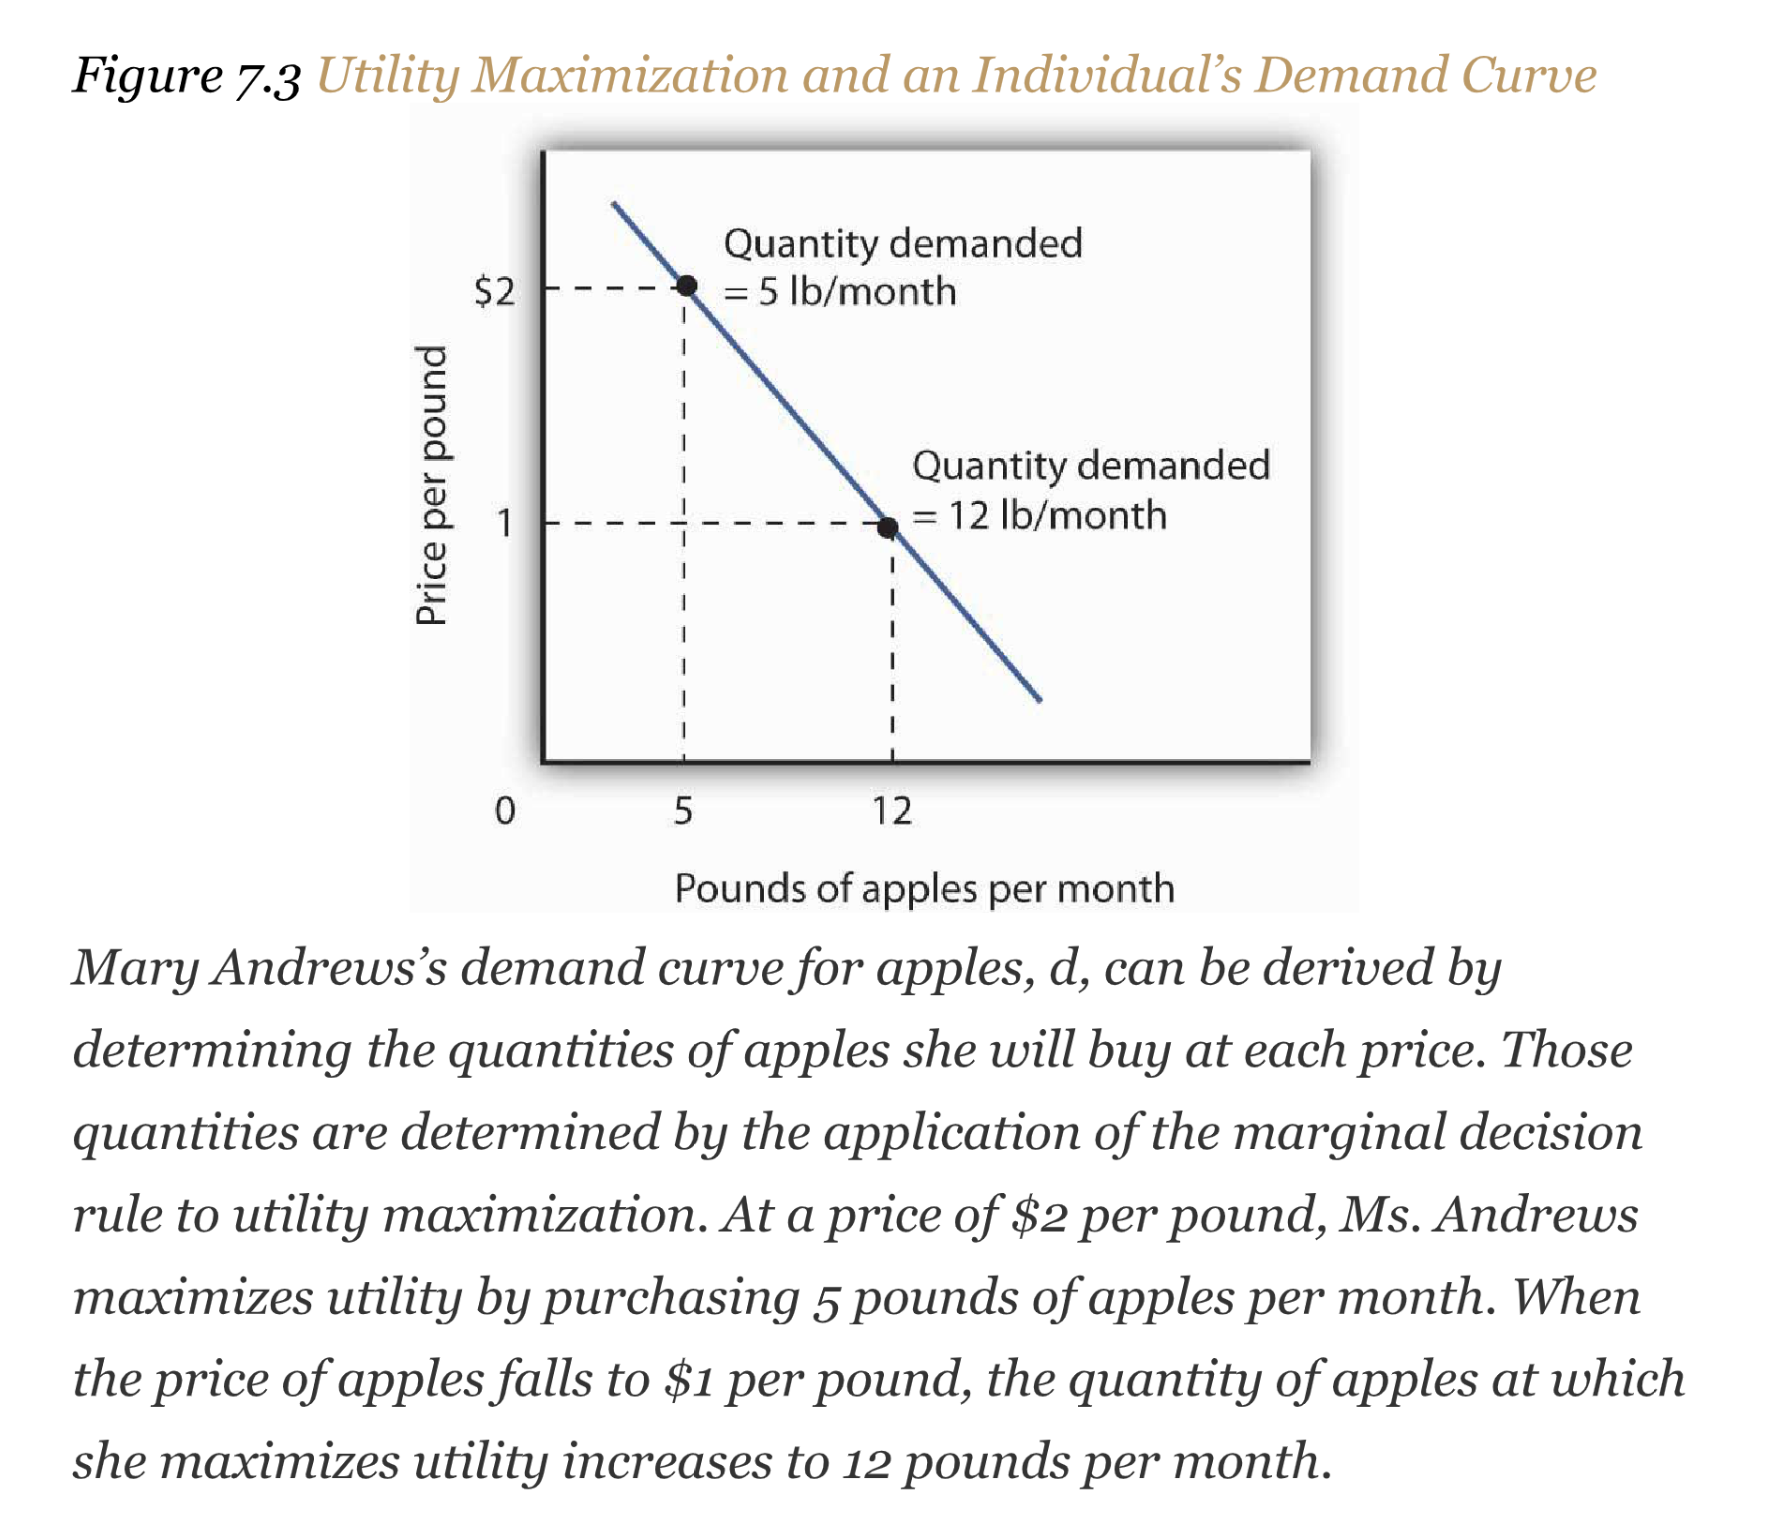 Figure 7.3 Utility Maximization and an Individual’s Demand Curve
Quantity demanded
= 5 lb/month
$2
Quantity demanded
= 12 lb/month
1
Price per pound
0 5 12
Pounds of apples per month
Mary Andrews’s demand curve for apples, d, can be derived by
determining the quantities of apples she will buy at each price. Those
quantities are determined by the application of the marginal decision
rule to utility maximization. At a price of $2 per pound, Ms. Andrews
maximizes utility by purchasing 5 pounds of apples per month. When
the price of apples falls to $1 per pound, the quantity of apples at which
she maximizes utility increases to 12 pounds per month.